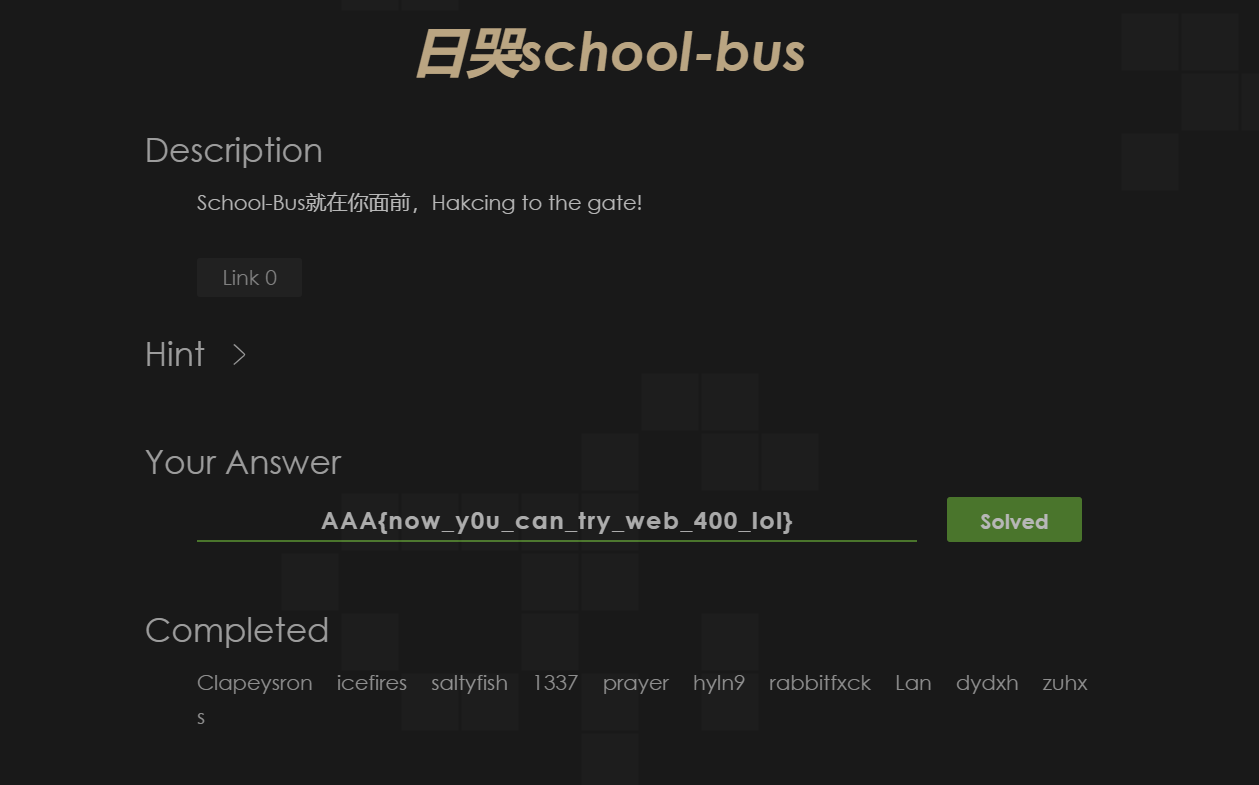 日哭school-bus
Description
School-Bus就在你面前，Hakcing to the gate!
Link 0
Hint >
Your Answer
AAA{now_y0u_can_try_web_400_lol}
Solved
Completed
Clapeysron icefires saltyfish 1337 prayer hyln9 rabbitfxck Lan dydxh zuhx
s